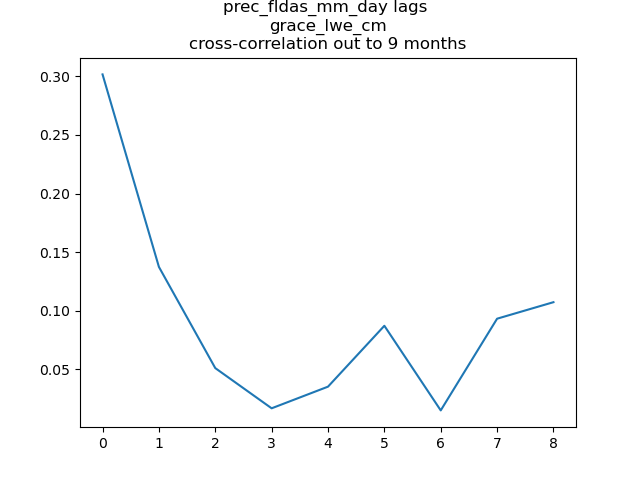 prec_fldas_mm_day lags
grace_lwe_cm
cross-correlation out to 9 months
0.30
0.25
0.20
0.15
0.10
0.05
0 1 2 3 4 5 6 7 8